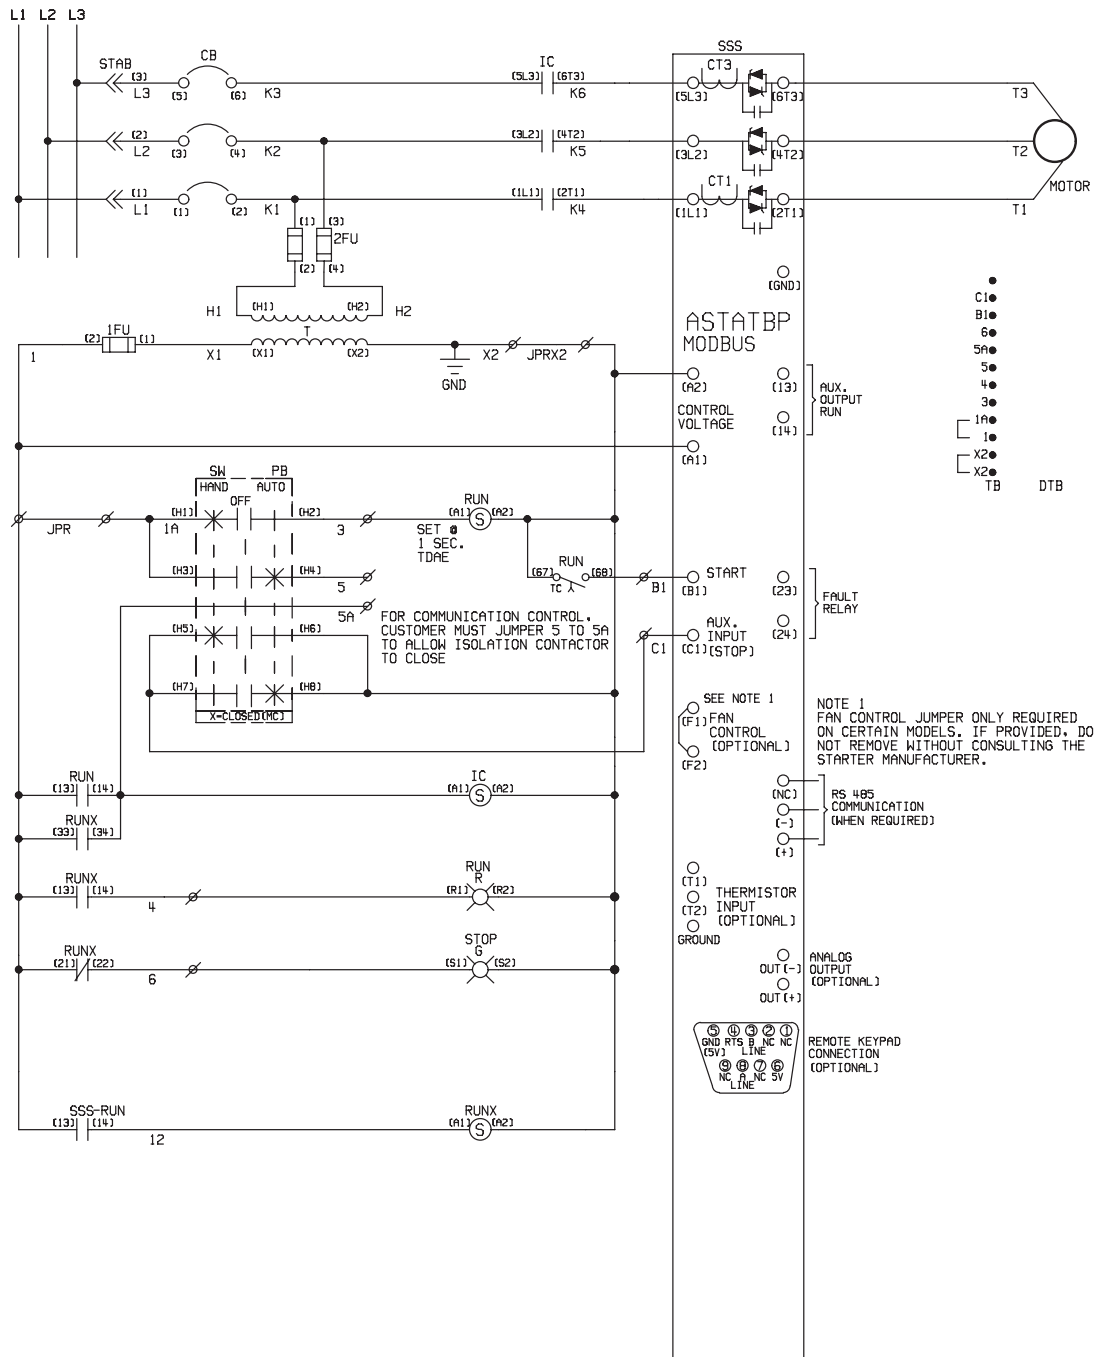 L1 L2 L3
SSS
STAB CB IC CT3
(3) (5L3) (6T3)
L3 (5) (6) K3 K6 (5L3) (6T3) T3
(2) (3L2) (4T2)
L2 (3) (4) K2 K5 (3L2) (4T2) T2
MOTOR
(1) (1L1) (2T1) CT1
L1 (1) (2) K1 K4 (1L1) (2T1) T1
(1) (3)
2FU
(2) (4)
(GND)
H1 (H1) (H2) H2
C1
B1
6
5A
5
4
3
1A
1
X2
X2
TB DTB
T
ASTATBP
MODBUS
1FU
(2) (1)
1 X1 (X1) (X2) X2 JPRX2
GND
(A2) (13) AUX.
OUTPUT
RUN
CONTROL
VOLTAGE
(14)
(A1)
SW PB
HAND AUTO
OFF
RUN
(H1) (H2) (A1) S (A2)
JPR 1A 3
SET @
1 SEC.
TDAE
RUN
(H3) (H4) (67) (68)
5 TC B1
START
(B1) (23)
FAULT
RELAY
5A
FOR COMMUNICATION CONTROL,
CUSTOMER MUST JUMPER 5 TO 5A
TO ALLOW ISOLATION CONTACTOR
TO CLOSE
(H5) (H6)
AUX.
INPUT
C1 (C1) (STOP)
(24)
(H7) (H8)
X-CLOSED(MC)
SEE NOTE 1
(F1) FAN
CONTROL
(OPTIONAL)
(F2)
NOTE 1
FAN CONTROL JUMPER ONLY REQUIRED
ON CERTAIN MODELS. IF PROVIDED, DO
NOT REMOVE WITHOUT CONSULTING THE
STARTER MANUFACTURER.
RUN IC
(13) (14) (A1) S (A2)
(NC) RS 485
COMMUNICATION
(WHEN REQUIRED)
(-)
(+)
RUNX
(33) (34)
RUNX RUN
R
(13) (14) (R1) (R2)
4
(T1)
(T2)
THERMISTOR
INPUT
(OPTIONAL)
GROUND
RUNX STOP
G
(21) (22) (S1) (S2)
6
OUT(-)
OUT(+)
ANALOG
OUTPUT
(OPTIONAL)
5 4 3 2 1
GND RTS B NC NC
(5V) LINE
9 8 7 6
NC A NC 5V
LINE
REMOTE KEYPAD
CONNECTION
(OPTIONAL)
SSS-RUN RUNX
(13) (14) (A1) S (A2)
12